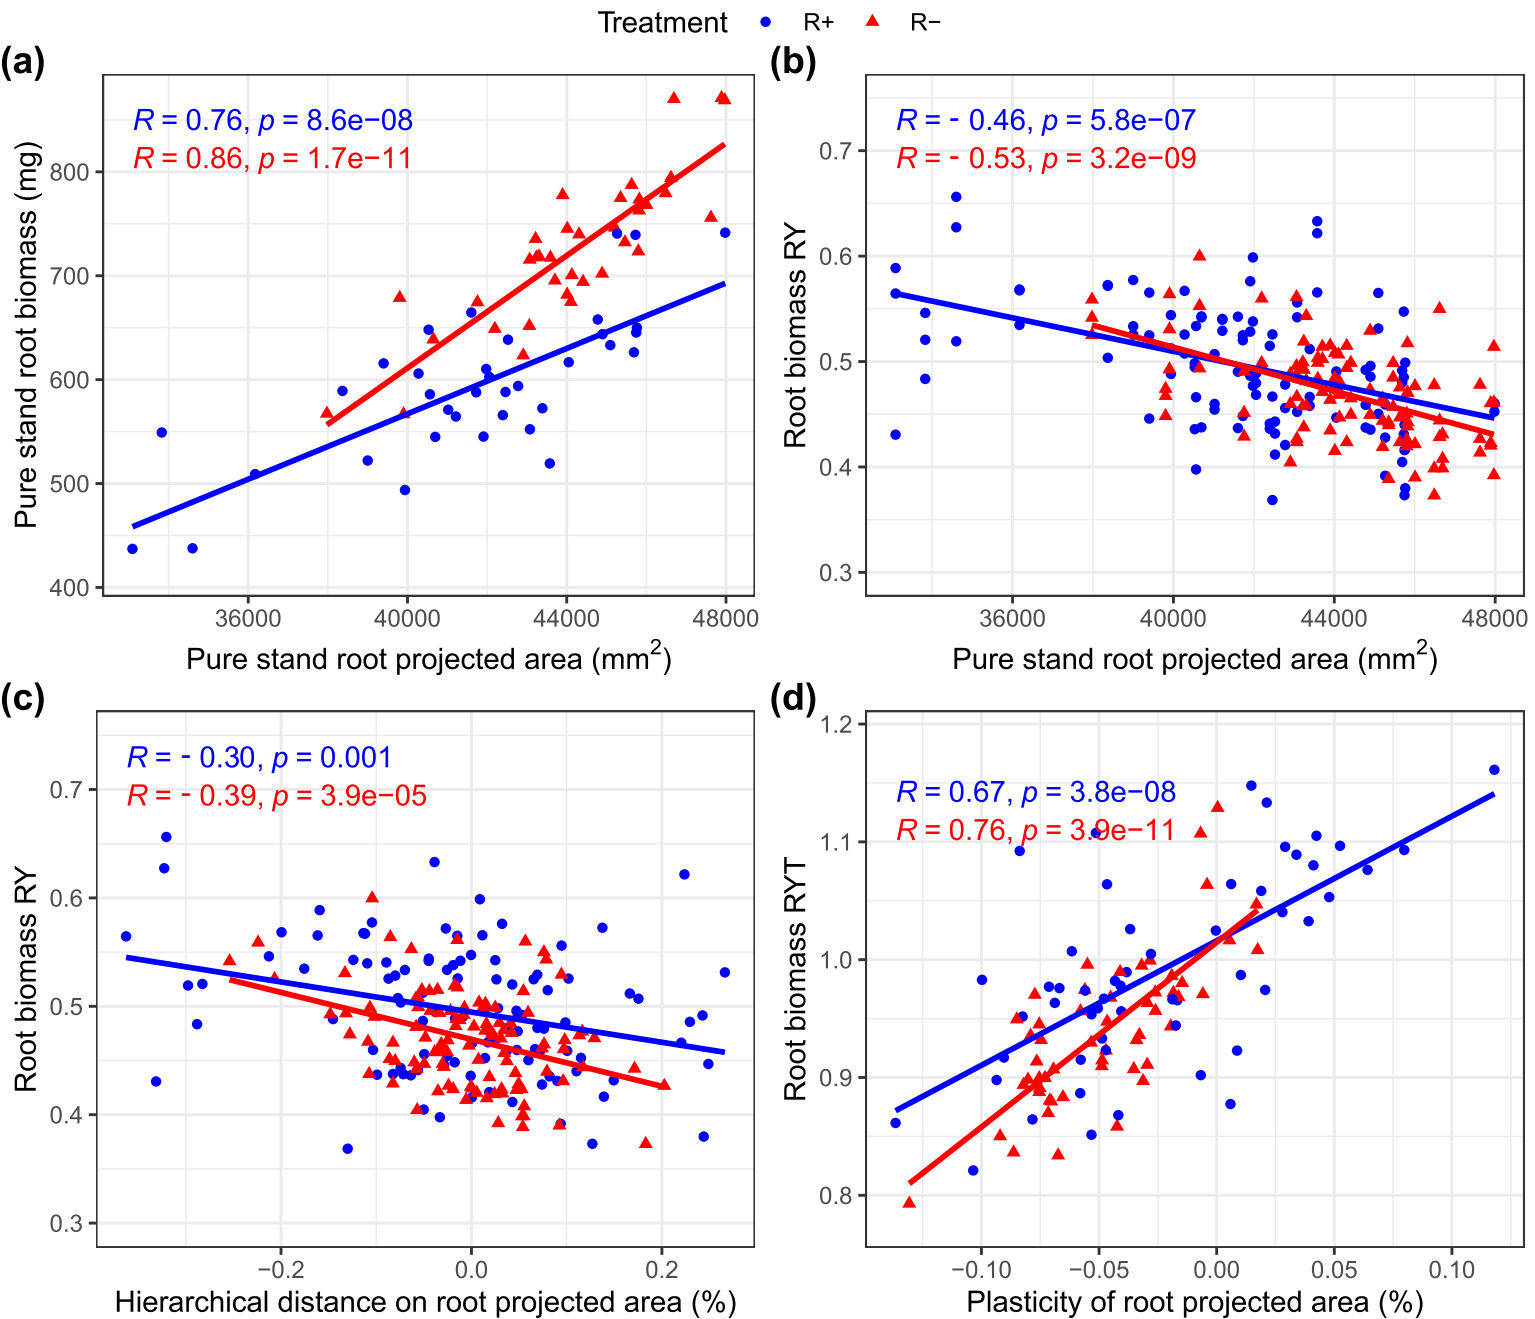 Treatment R+ R−
(a)
R = 0.76, p = 8.6e−08
R = 0.86, p = 1.7e−11
800
700
600
500
400
36000 40000 44000 48000
Pure stand root biomass (mg)
Pure stand root projected area (mm²)
(b)
R = - 0.46, p = 5.8e−07
R = - 0.53, p = 3.2e−09
0.7
0.6
0.5
0.4
0.3
36000 40000 44000 48000
Root biomass RY
Pure stand root projected area (mm²)
(c)
R = - 0.30, p = 0.001
R = - 0.39, p = 3.9e−05
0.7
0.6
0.5
0.4
0.3
−0.2 0.0 0.2
Root biomass RY
Hierarchical distance on root projected area (%)
(d)
R = 0.67, p = 3.8e−08
R = 0.76, p = 3.9e−11
1.2
1.1
1.0
0.9
0.8
−0.10 −0.05 0.00 0.05 0.10
Root biomass RYT
Plasticity of root projected area (%)